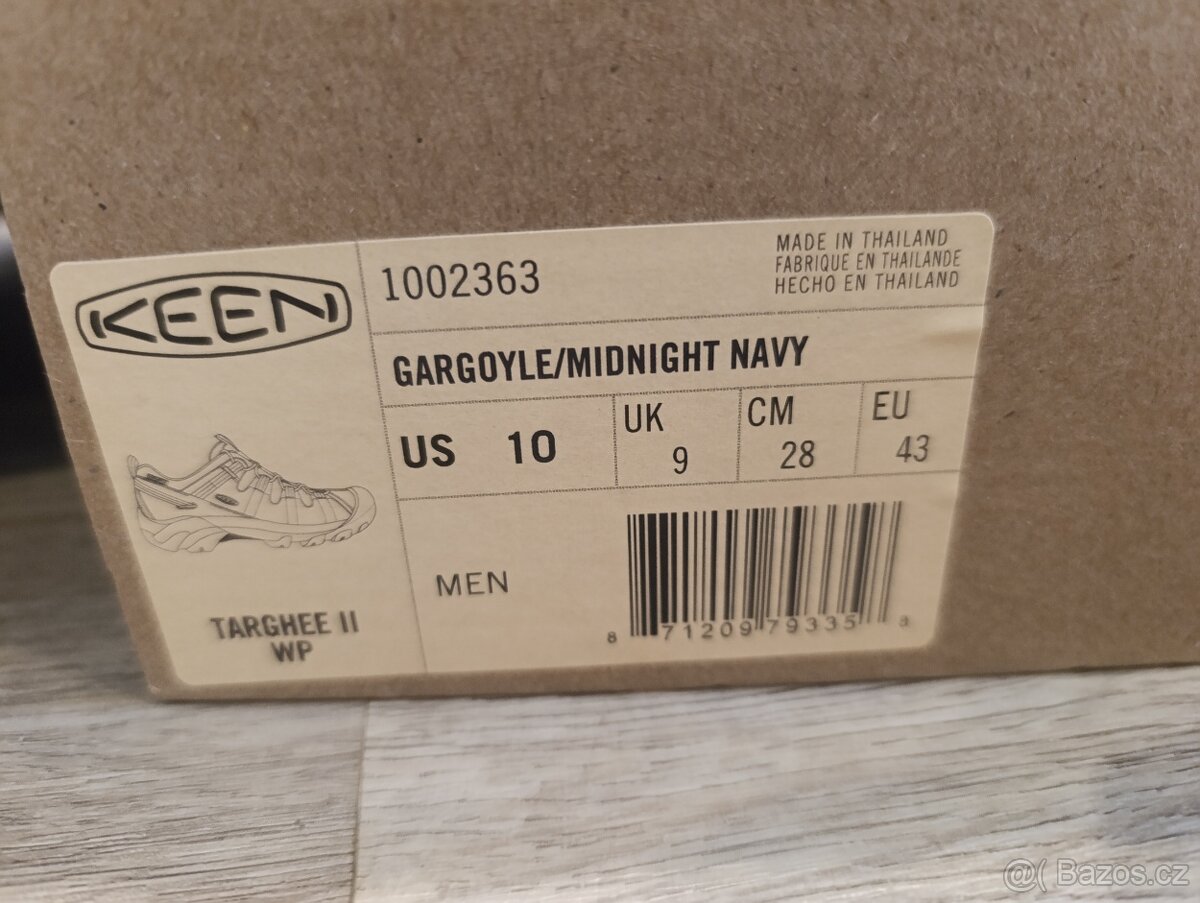 KEEN
1002363
MADE IN THAILAND
FABRIQUE EN THAILANDE
HECHO EN THAILAND
GARGOYLE/MIDNIGHT NAVY
US 10
UK 9
CM 28
EU 43
MEN
TARGHEE II
WP
8 71209 79335 8
@( Bazos.cz